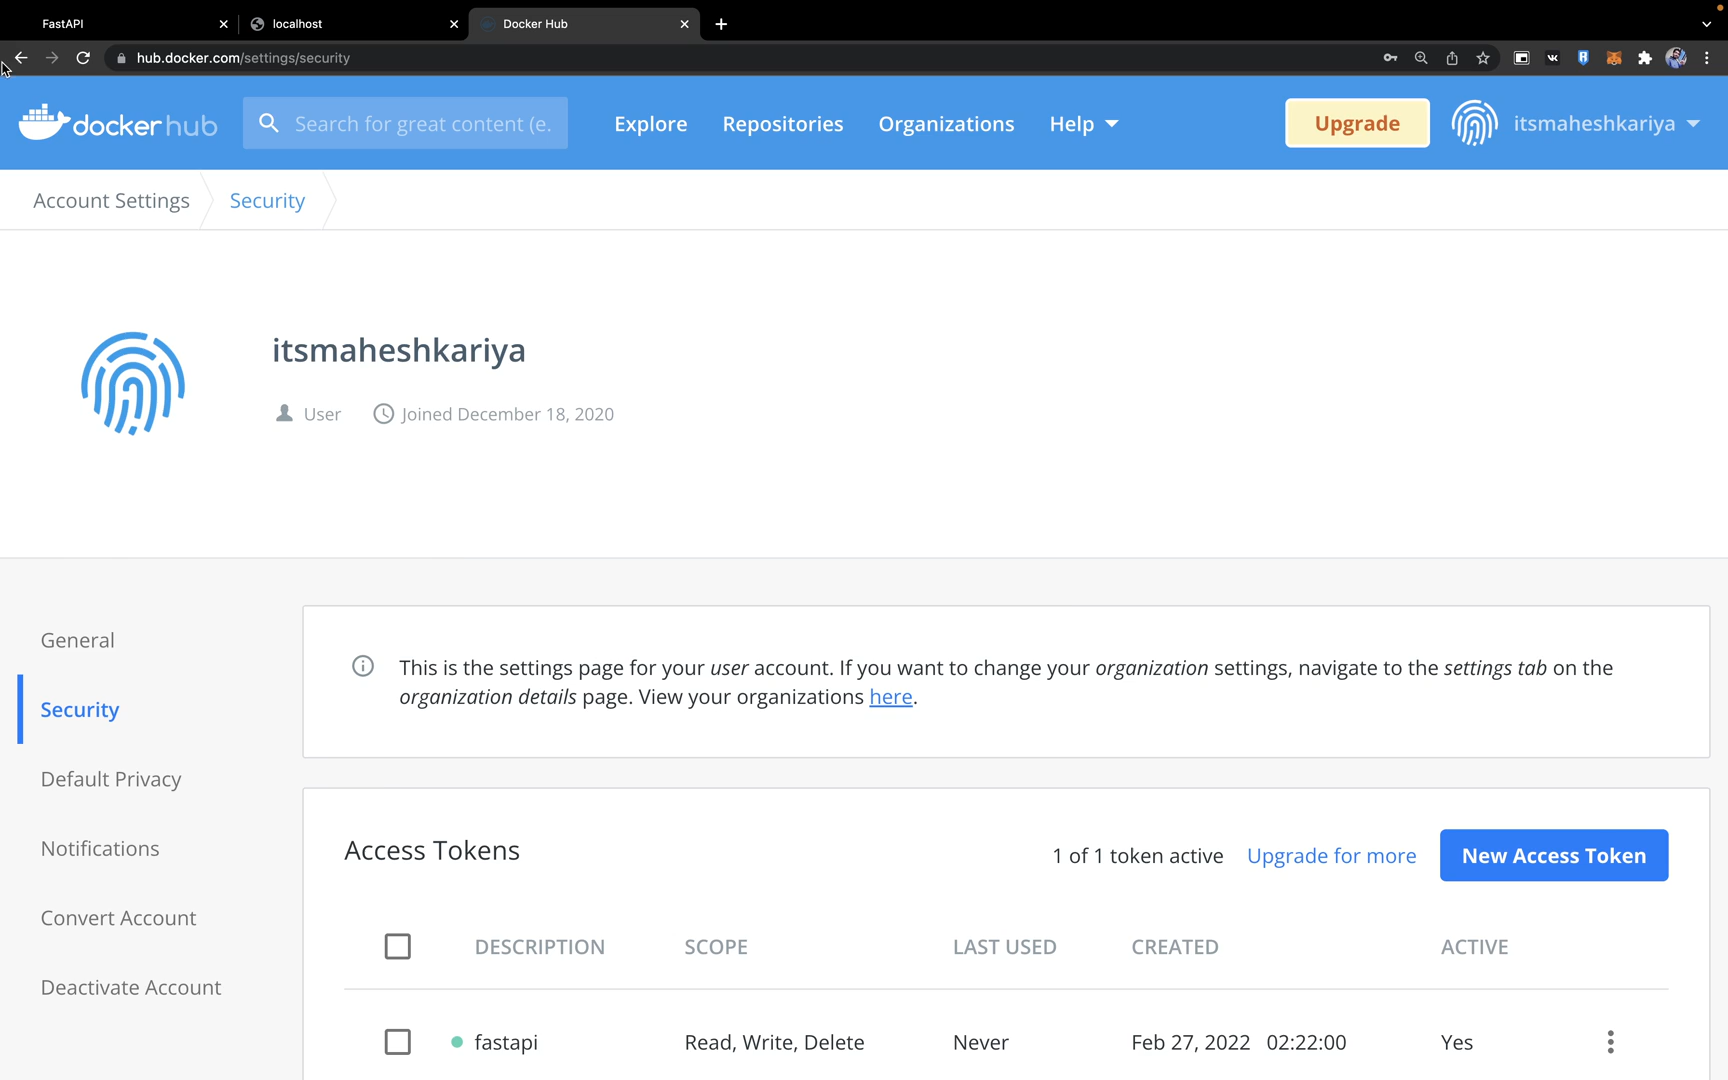 FastAPI
localhost
Docker Hub
hub.docker.com/settings/security
docker hub
Search for great content (e.
Explore
Repositories
Organizations
Help
Upgrade
itsmaheshkariya
Account Settings
Security
itsmaheshkariya
User
Joined December 18, 2020
General
Security
Default Privacy
Notifications
Convert Account
Deactivate Account
This is the settings page for your user account. If you want to change your organization settings, navigate to the settings tab on the
organization details page. View your organizations here.
Access Tokens
1 of 1 token active
Upgrade for more
New Access Token
DESCRIPTION SCOPE LAST USED CREATED ACTIVE
fastapi Read, Write, Delete Never Feb 27, 2022 02:22:00 Yes